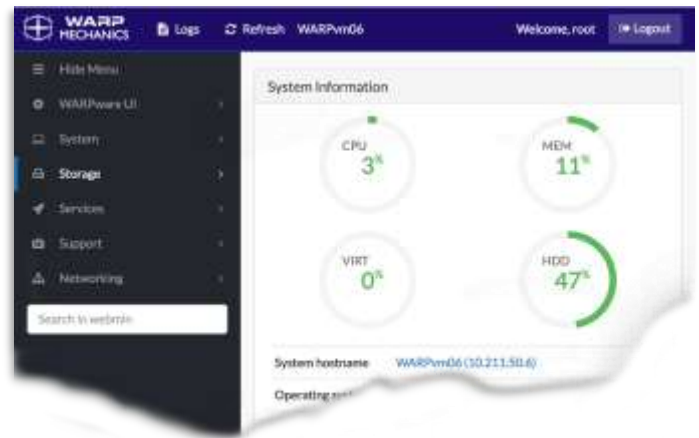 WARP
MECHANICS
Logs
Refresh
WARPvm06
Welcome, root
Logout
Hide Menu
WARPware UI
System
Storage
Services
Support
Networking
Search in webmin
System Information
CPU
3%
MEM
11%
VIRT
0%
HDD
47%
System hostname WARPvm06 (10.211.50.6)
Operating